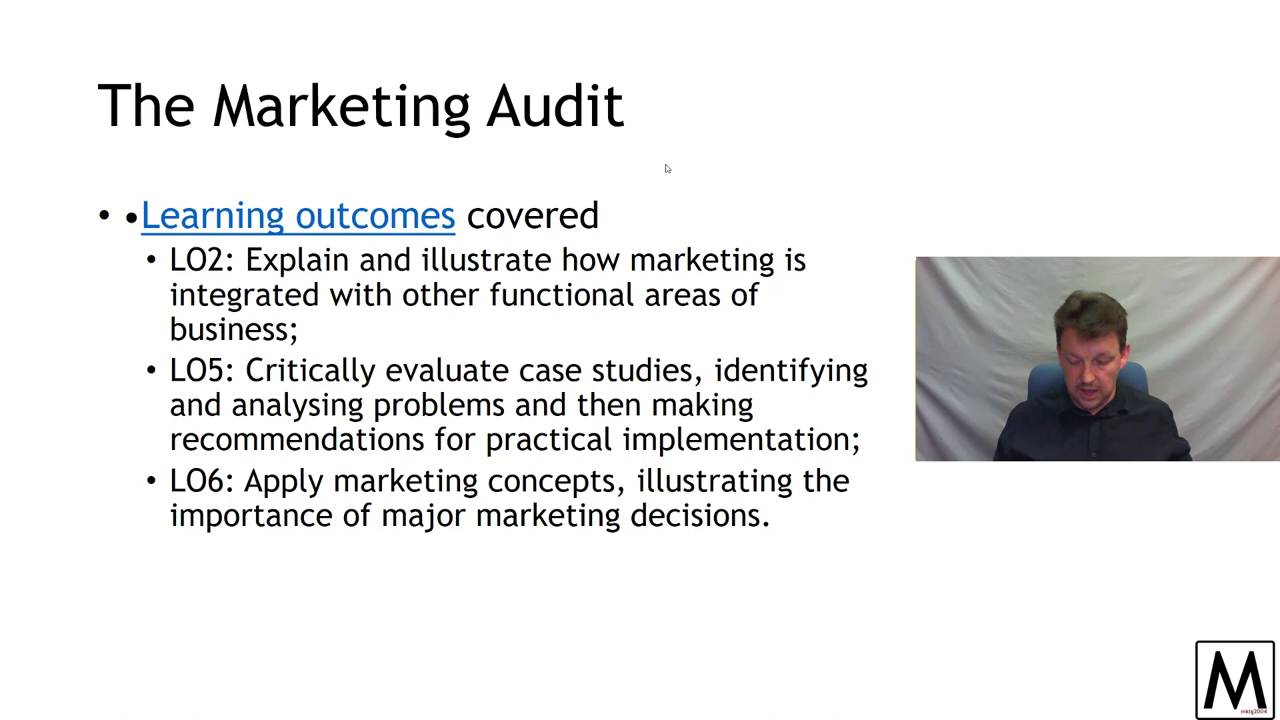 The Marketing Audit
• •Learning outcomes covered
• LO2: Explain and illustrate how marketing is
integrated with other functional areas of
business;
• LO5: Critically evaluate case studies, identifying
and analysing problems and then making
recommendations for practical implementation;
• LO6: Apply marketing concepts, illustrating the
importance of major marketing decisions.
M
mktg2004